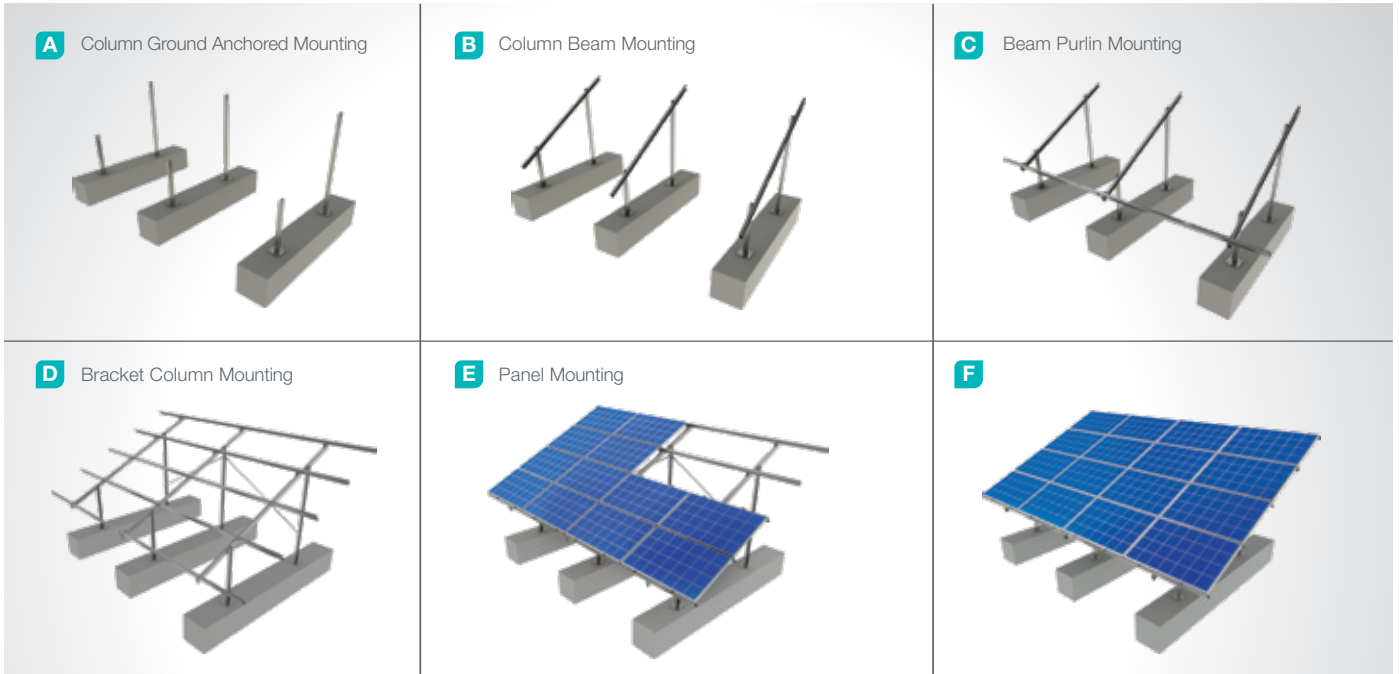 A Column Ground Anchored Mounting
B Column Beam Mounting
C Beam Purlin Mounting
D Bracket Column Mounting
E Panel Mounting
F